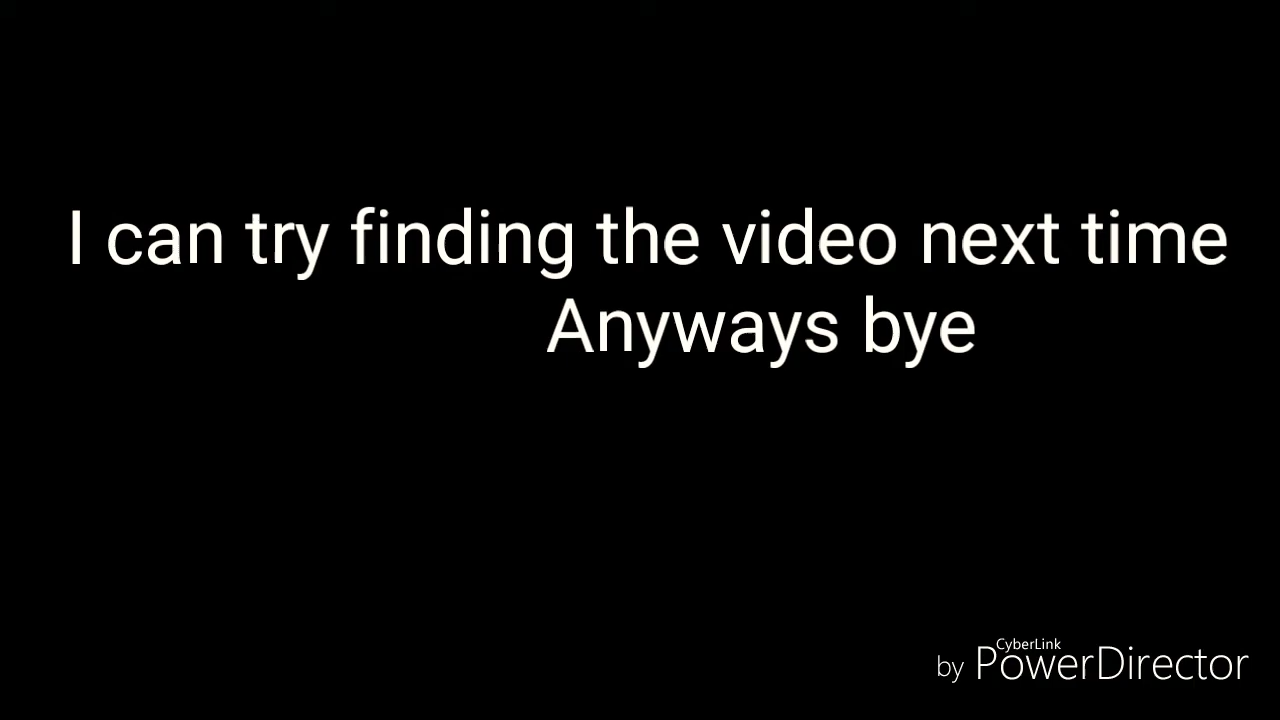 I can try finding the video next time
Anyways bye
CyberLink
by PowerDirector